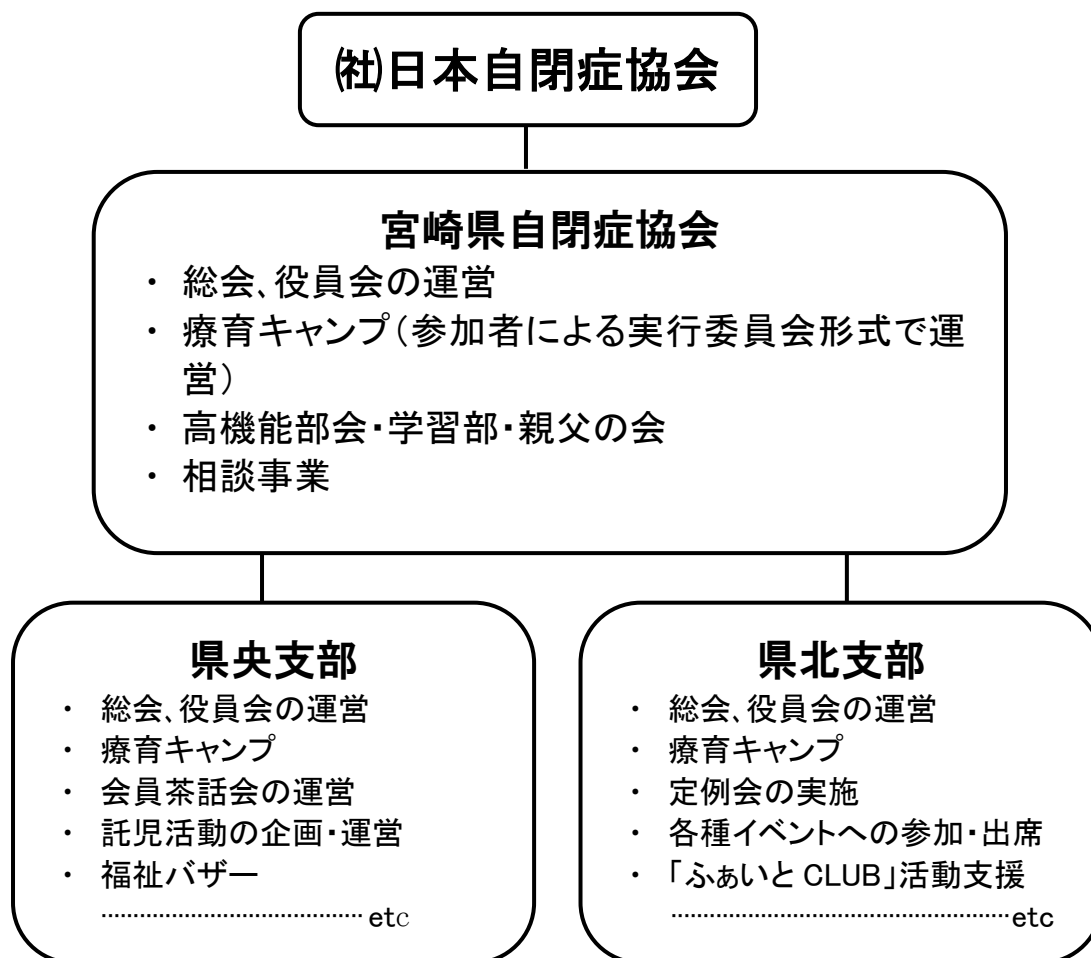 ㈳日本自閉症協会
宮崎県自閉症協会
・ 総会、役員会の運営
・ 療育キャンプ（参加者による実行委員会形式で運
営）
・ 高機能部会・学習部・親父の会
・ 相談事業
県央支部
・ 総会、役員会の運営
・ 療育キャンプ
・ 会員茶話会の運営
・ 託児活動の企画・運営
・ 福祉バザー
……………………………………etc
県北支部
・ 総会、役員会の運営
・ 療育キャンプ
・ 定例会の実施
・ 各種イベントへの参加・出席
・ 「ふぁいと CLUB」活動支援
………………………………………………etc